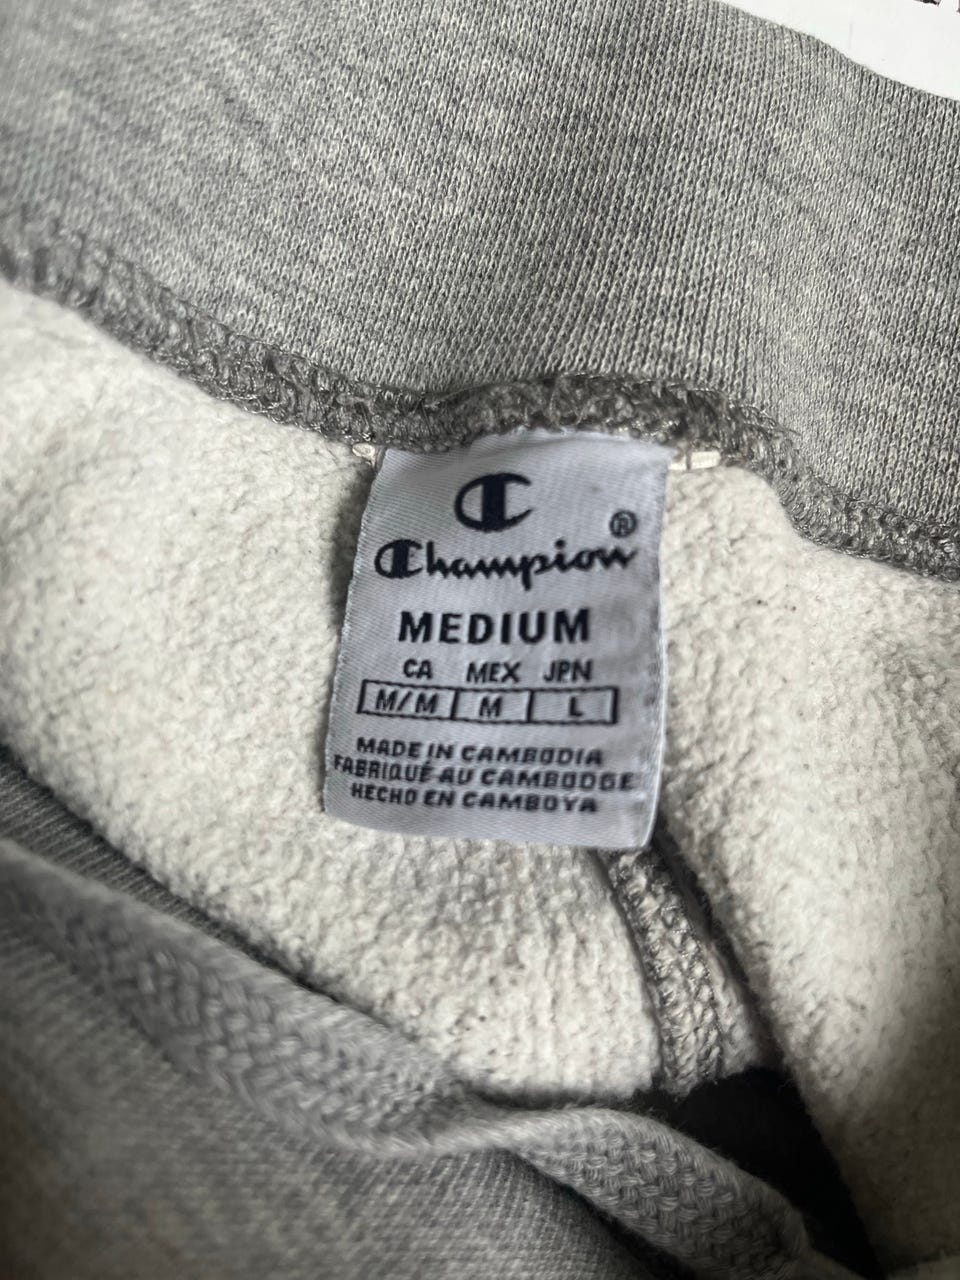 Champion®
MEDIUM
CA MEX JPN
M/M M L
MADE IN CAMBODIA
FABRIQUÉ AU CAMBODGE
HECHO EN CAMBOYA